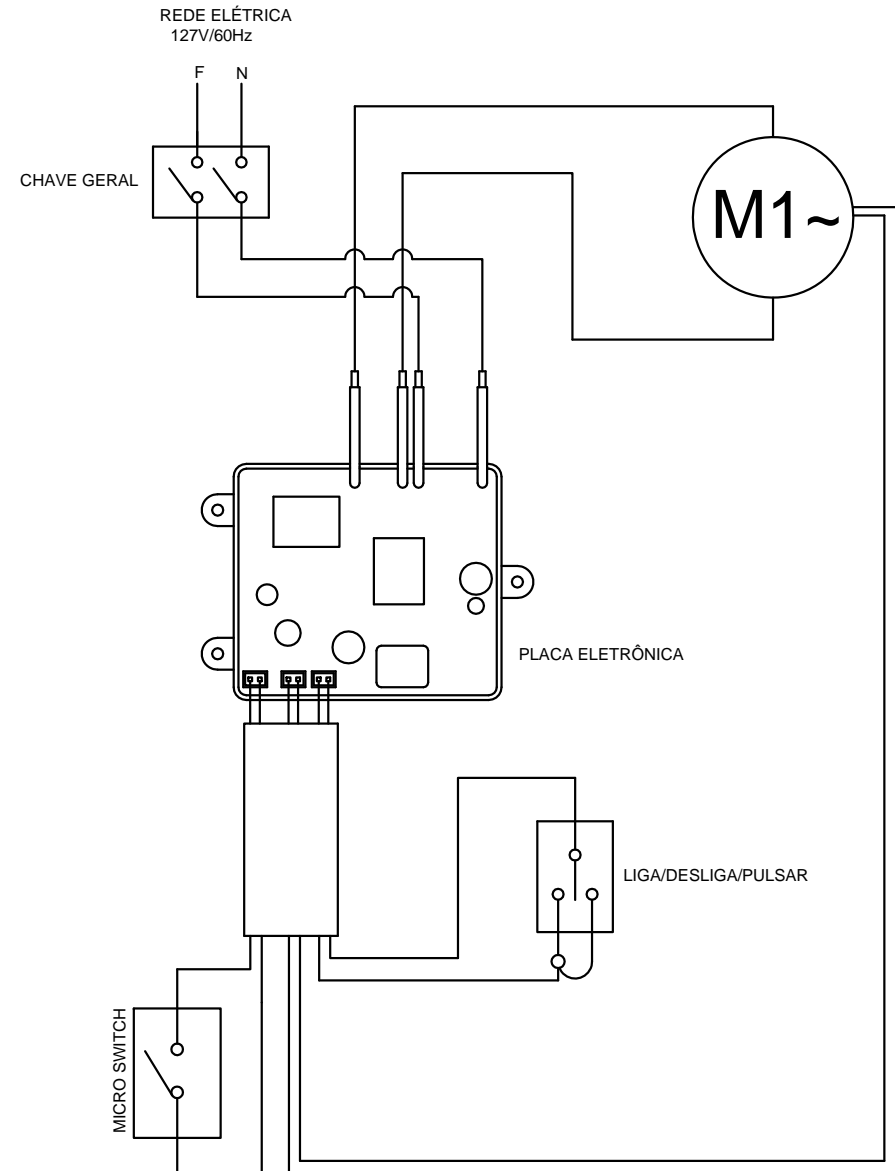 REDE ELÉTRICA
127V/60Hz
F N
CHAVE GERAL
M1~
PLACA ELETRÔNICA
LIGA/DESLIGA/PULSAR
MICRO SWITCH